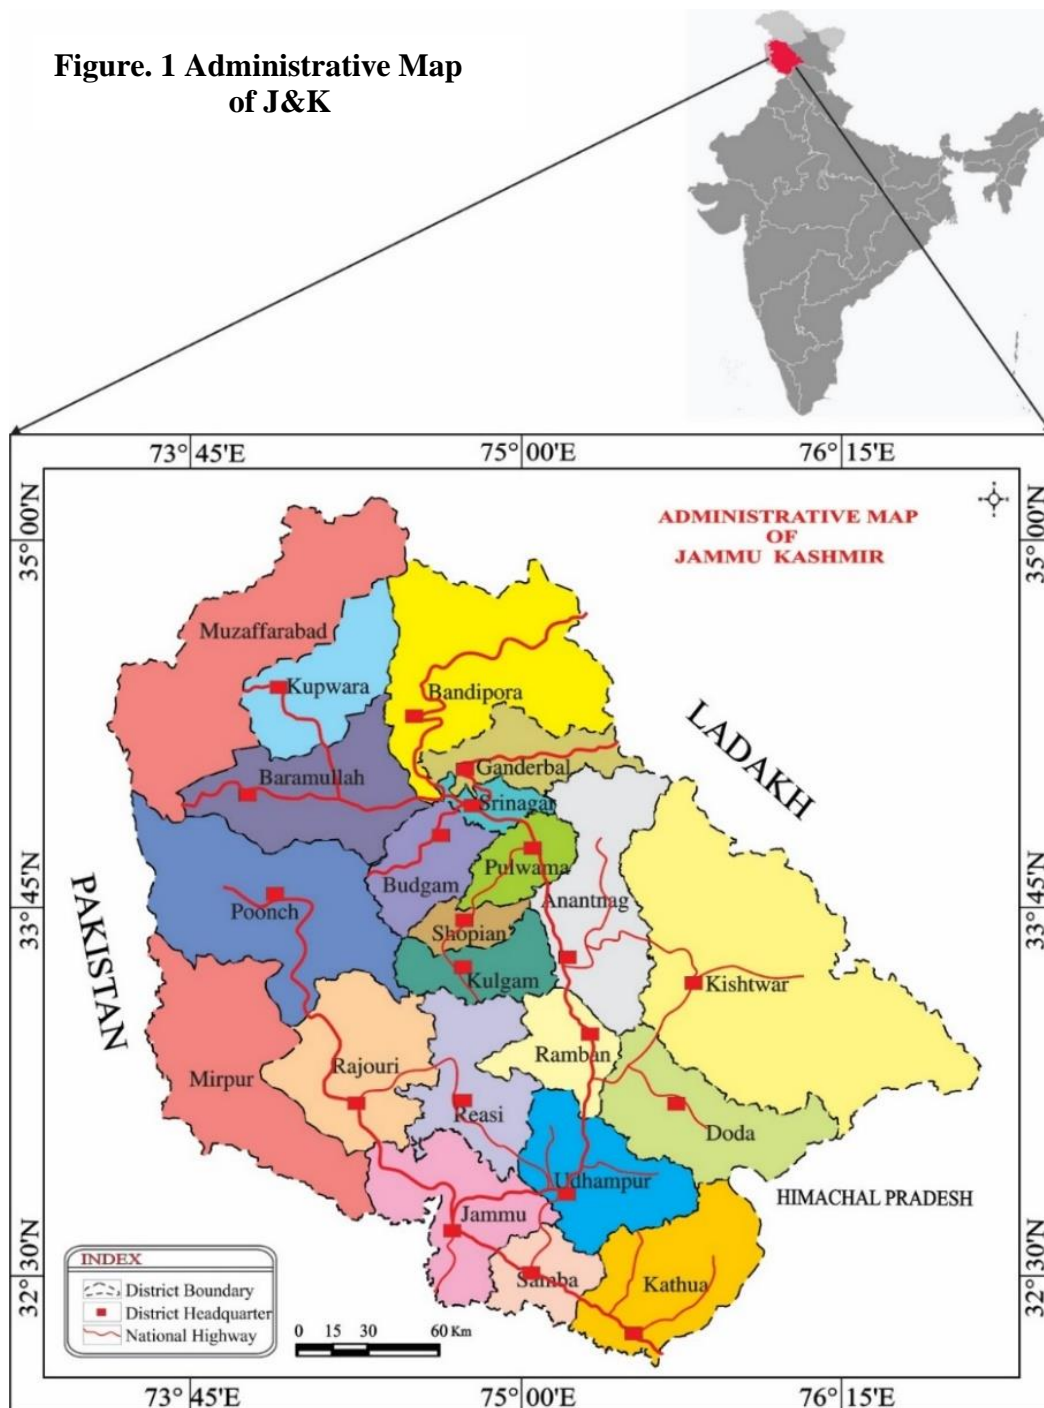 Figure. 1 Administrative Map
of J&K
73°45'E
75°00'E
76°15'E
35°00'N
35°00'N
ADMINISTRATIVE MAP
OF
JAMMU KASHMIR
Muzaffarabad
Kupwara
Bandipora
LADAKH
Baramullah
Ganderbal
Srinagar
Budgam
Pulwama
Anantnag
33°45'N
33°45'N
PAKISTAN
Poonch
Shopian
Kulgam
Kishtwar
Mirpur
Rajouri
Ramban
Reasi
Doda
Udhampur
HIMACHAL PRADESH
Jammu
32°30'N
32°30'N
Samba
Kathua
INDEX
District Boundary
District Headquarter
National Highway
0 15 30 60 Km
73°45'E
75°00'E
76°15'E